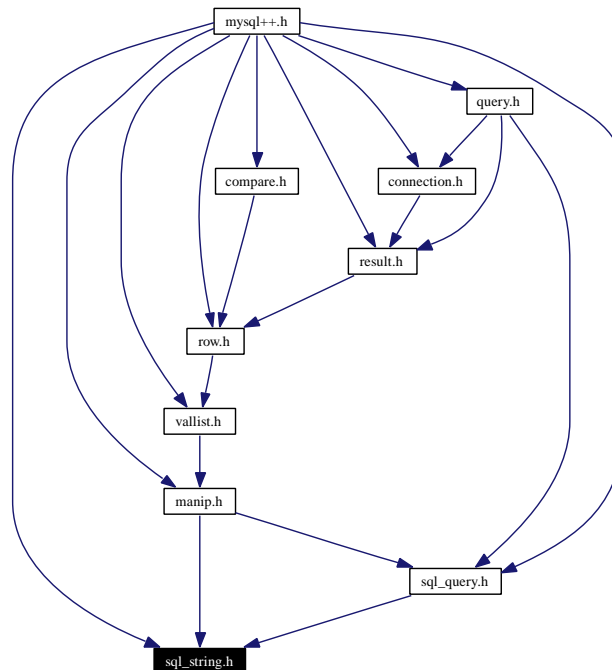 mysql++.h
query.h
compare.h
connection.h
result.h
row.h
vallist.h
manip.h
sql_query.h
sql_string.h